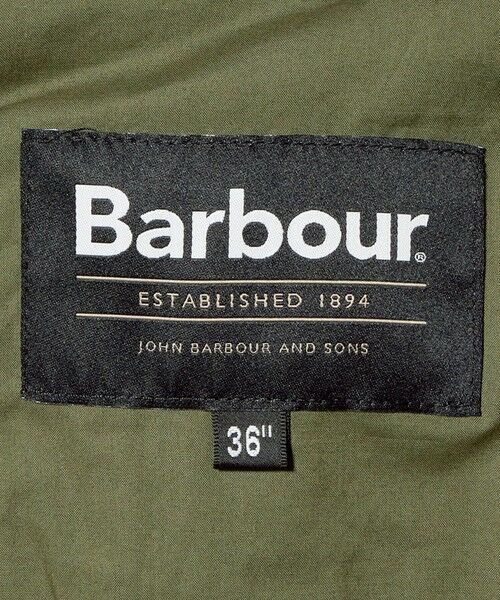 Barbour®
ESTABLISHED 1894
JOHN BARBOUR AND SONS
36"